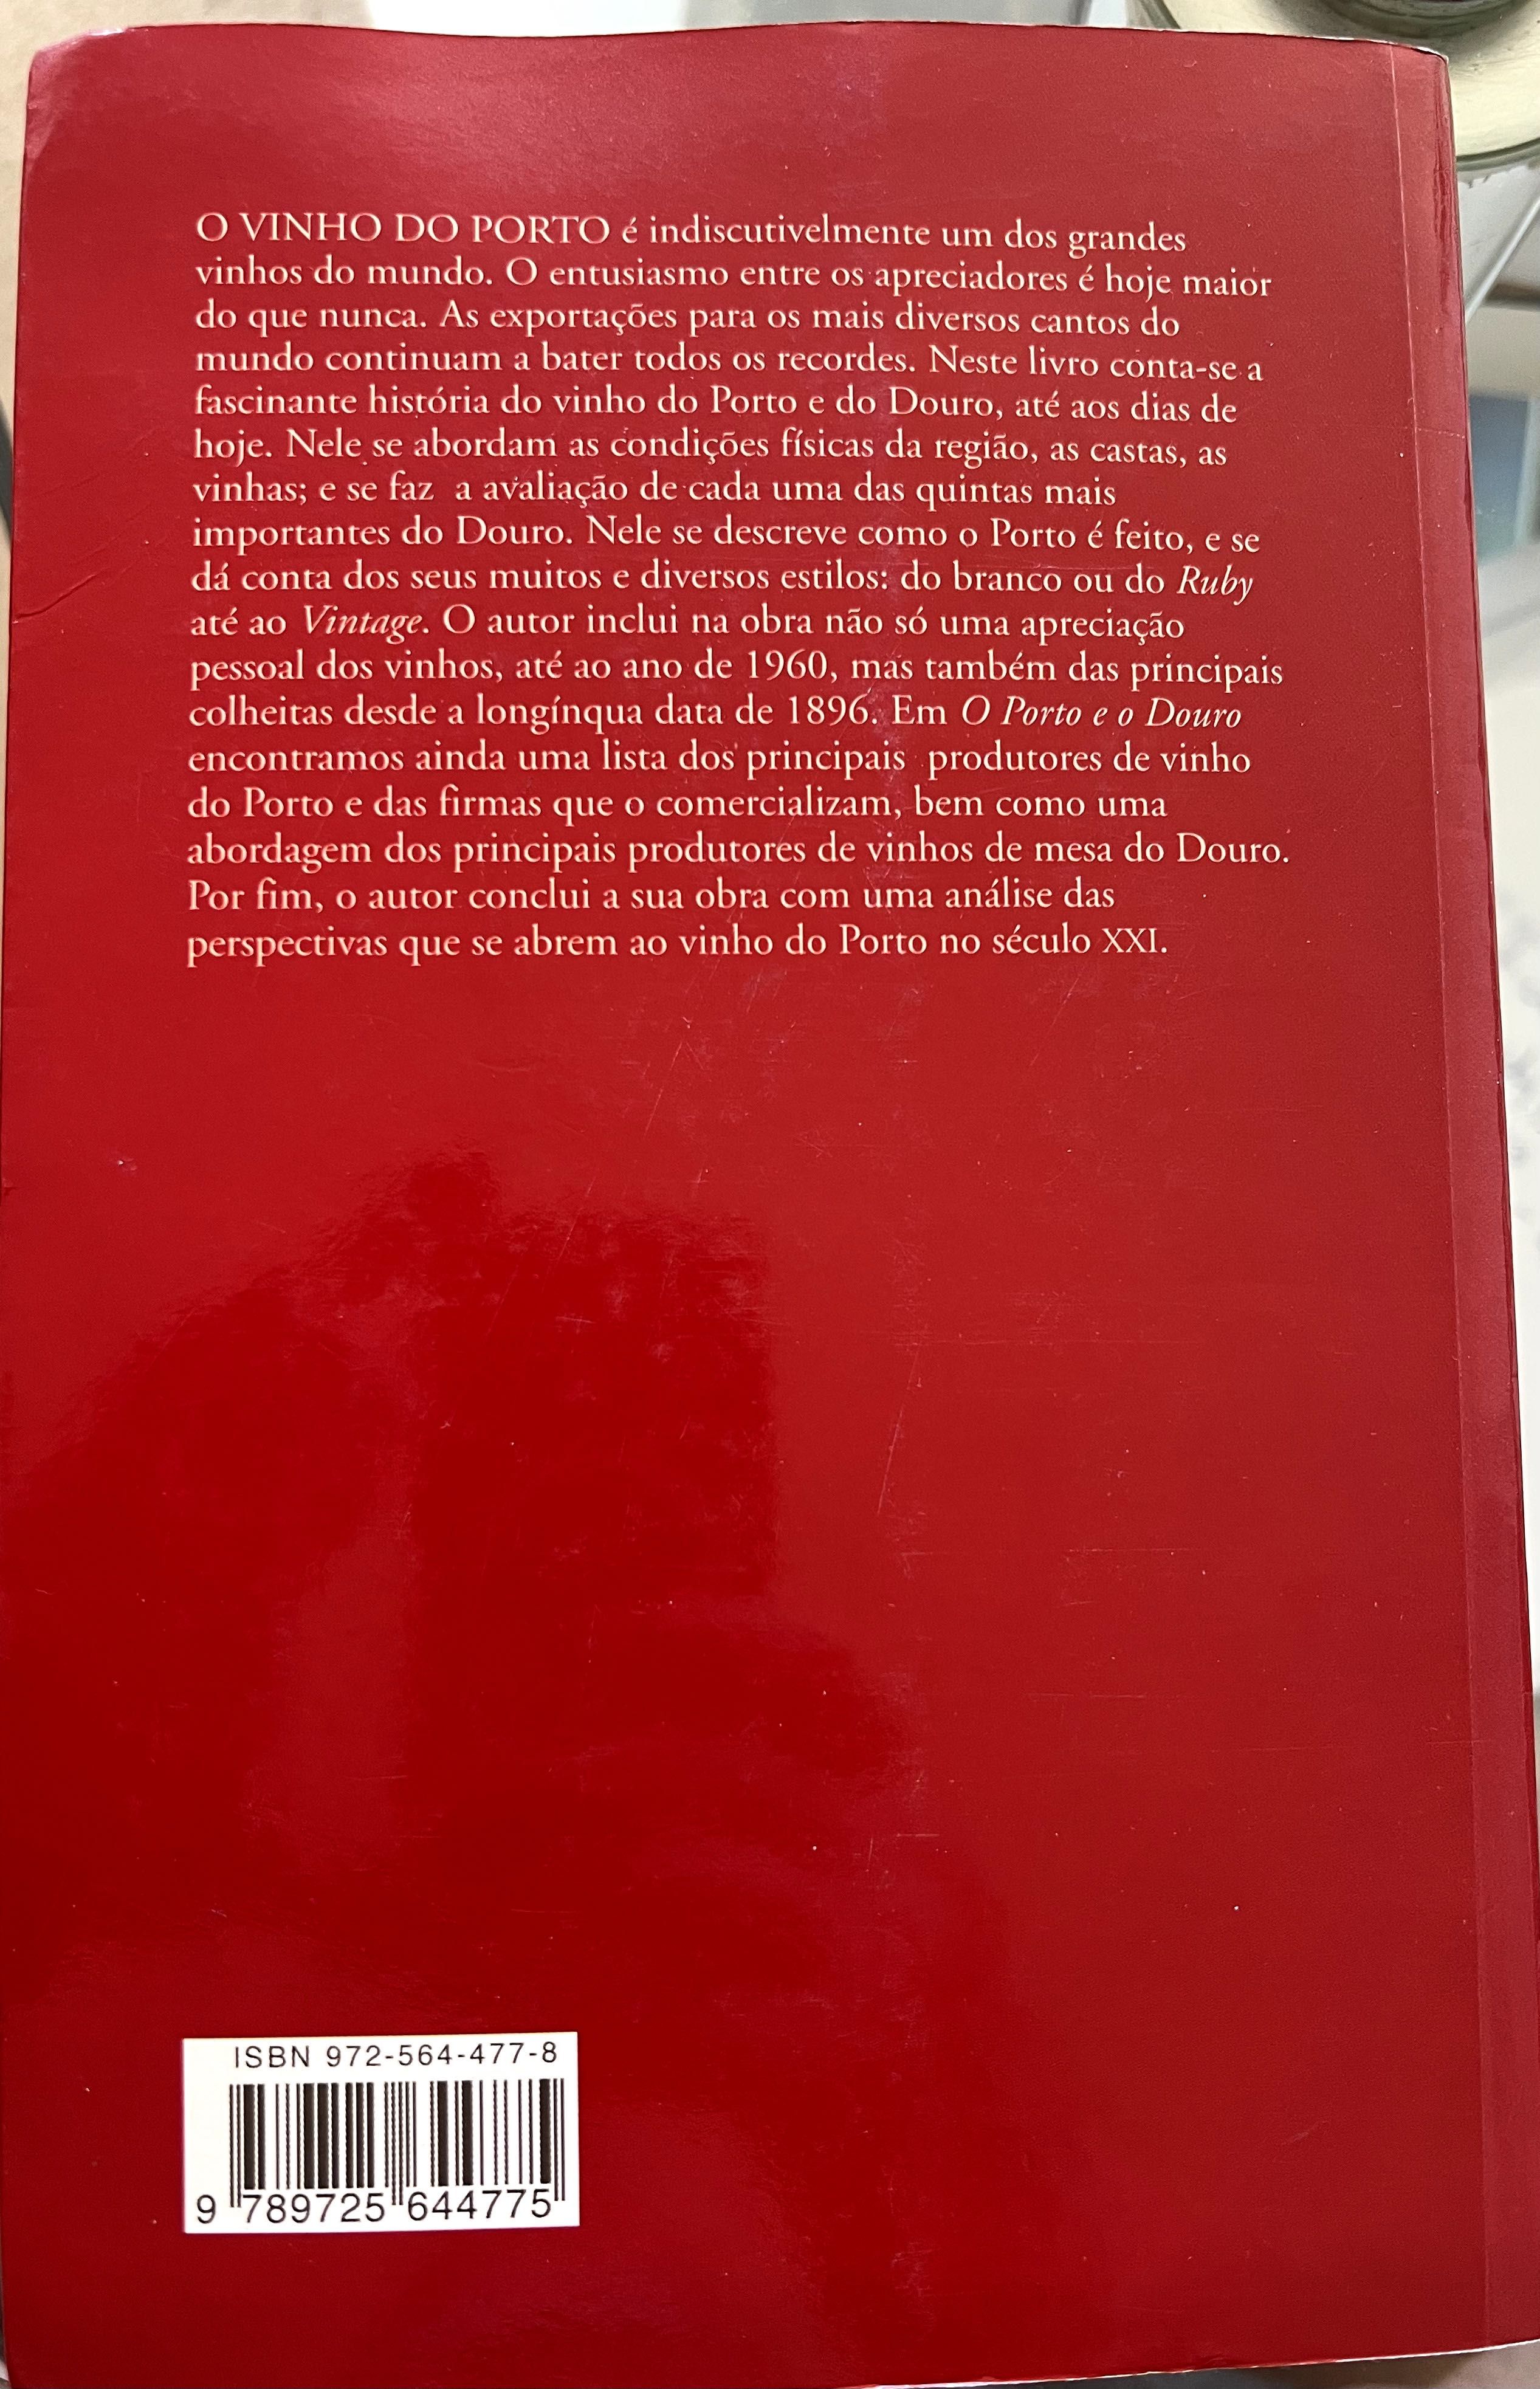 O VINHO DO PORTO é indiscutivelmente um dos grandes
vinhos do mundo. O entusiasmo entre os apreciadores é hoje maior
do que nunca. As exportações para os mais diversos cantos do
mundo continuam a bater todos os recordes. Neste livro conta-se a
fascinante história do vinho do Porto e do Douro, até aos dias de
hoje. Nele se abordam as condições físicas da região, as castas, as
vinhas; e se faz a avaliação de cada uma das quintas mais
importantes do Douro. Nele se descreve como o Porto é feito, e se
dá conta dos seus muitos e diversos estilos: do branco ou do Ruby
até ao Vintage. O autor inclui na obra não só uma apreciação
pessoal dos vinhos, até ao ano de 1960, mas também das principais
colheitas desde a longínqua data de 1896. Em O Porto e o Douro
encontramos ainda uma lista dos principais produtores de vinho
do Porto e das firmas que o comercializam, bem como uma
abordagem dos principais produtores de vinhos de mesa do Douro.
Por fim, o autor conclui a sua obra com uma análise das
perspectivas que se abrem ao vinho do Porto no século XXI.
ISBN 972-564-477-8
9 789725 644775